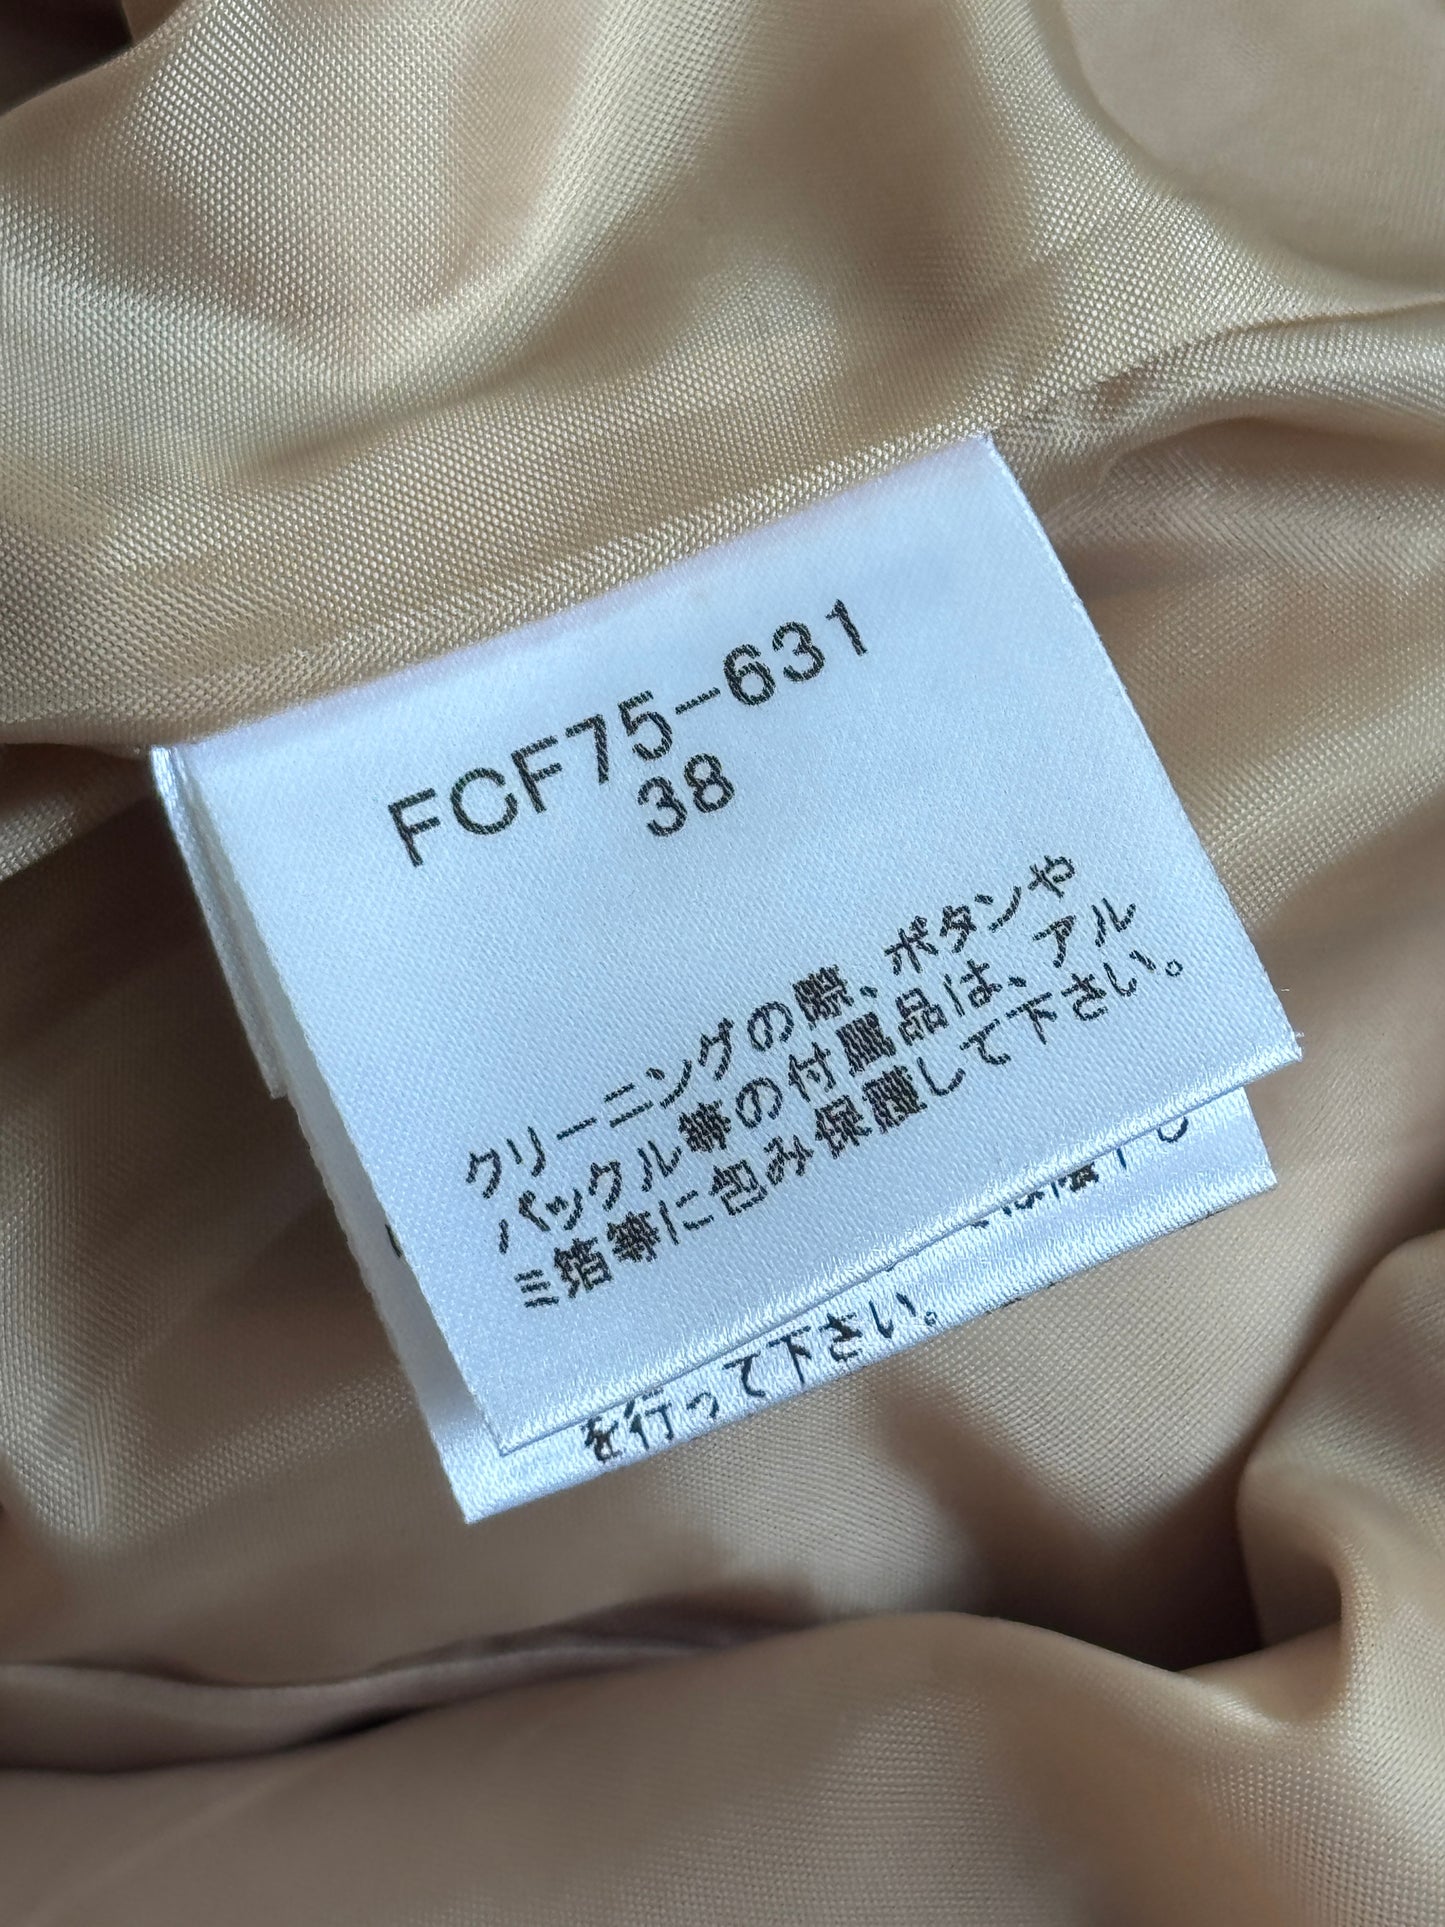 FCF75-631
38
クリーニングの際、ボタンや
バックル等の付属品は、アル
ミ箔等に包み保護して下さい。
を行って下さい。